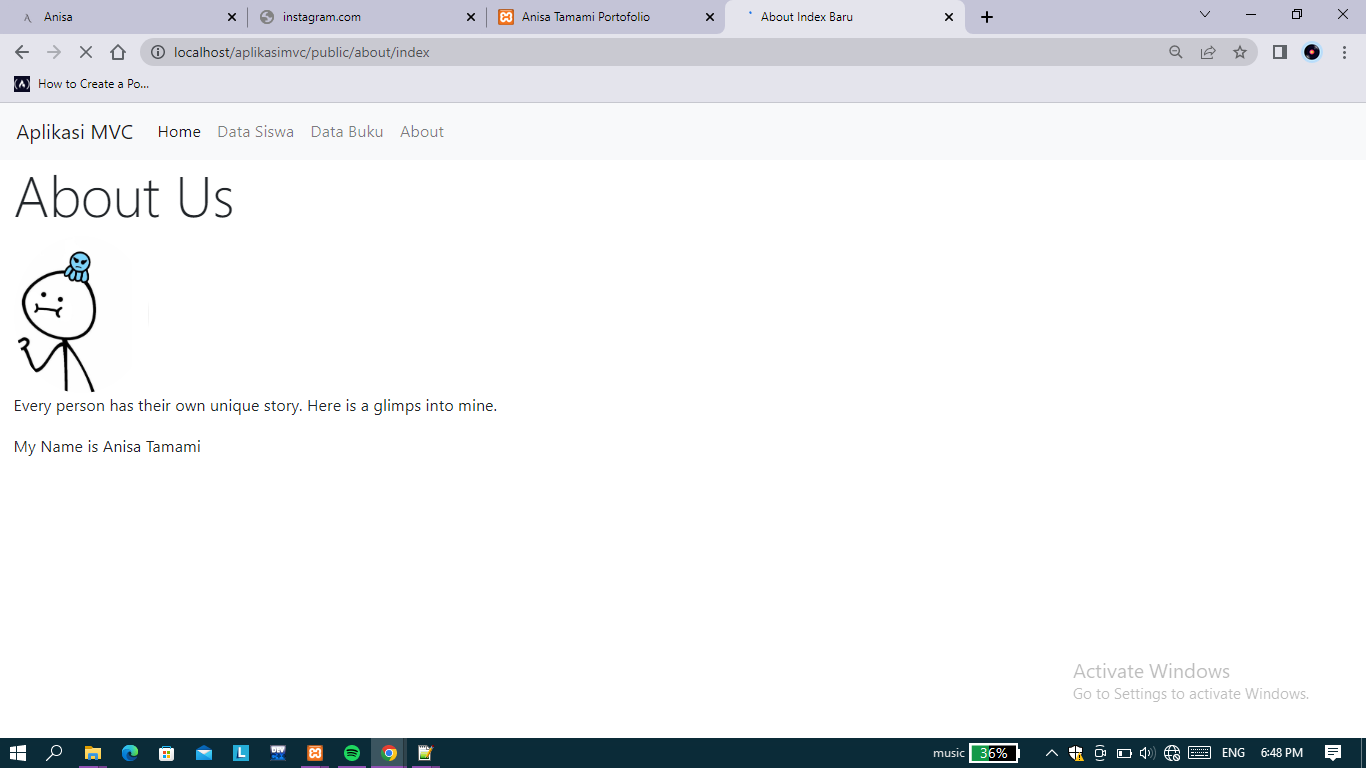 Anisa
instagram.com
Anisa Tamami Portofolio
About Index Baru
localhost/aplikasimvc/public/about/index
How to Create a Po...
Aplikasi MVC Home Data Siswa Data Buku About
About Us
Every person has their own unique story. Here is a glimps into mine.
My Name is Anisa Tamami
Activate Windows
Go to Settings to activate Windows.
L
DEV
music 36% ENG 6:48 PM